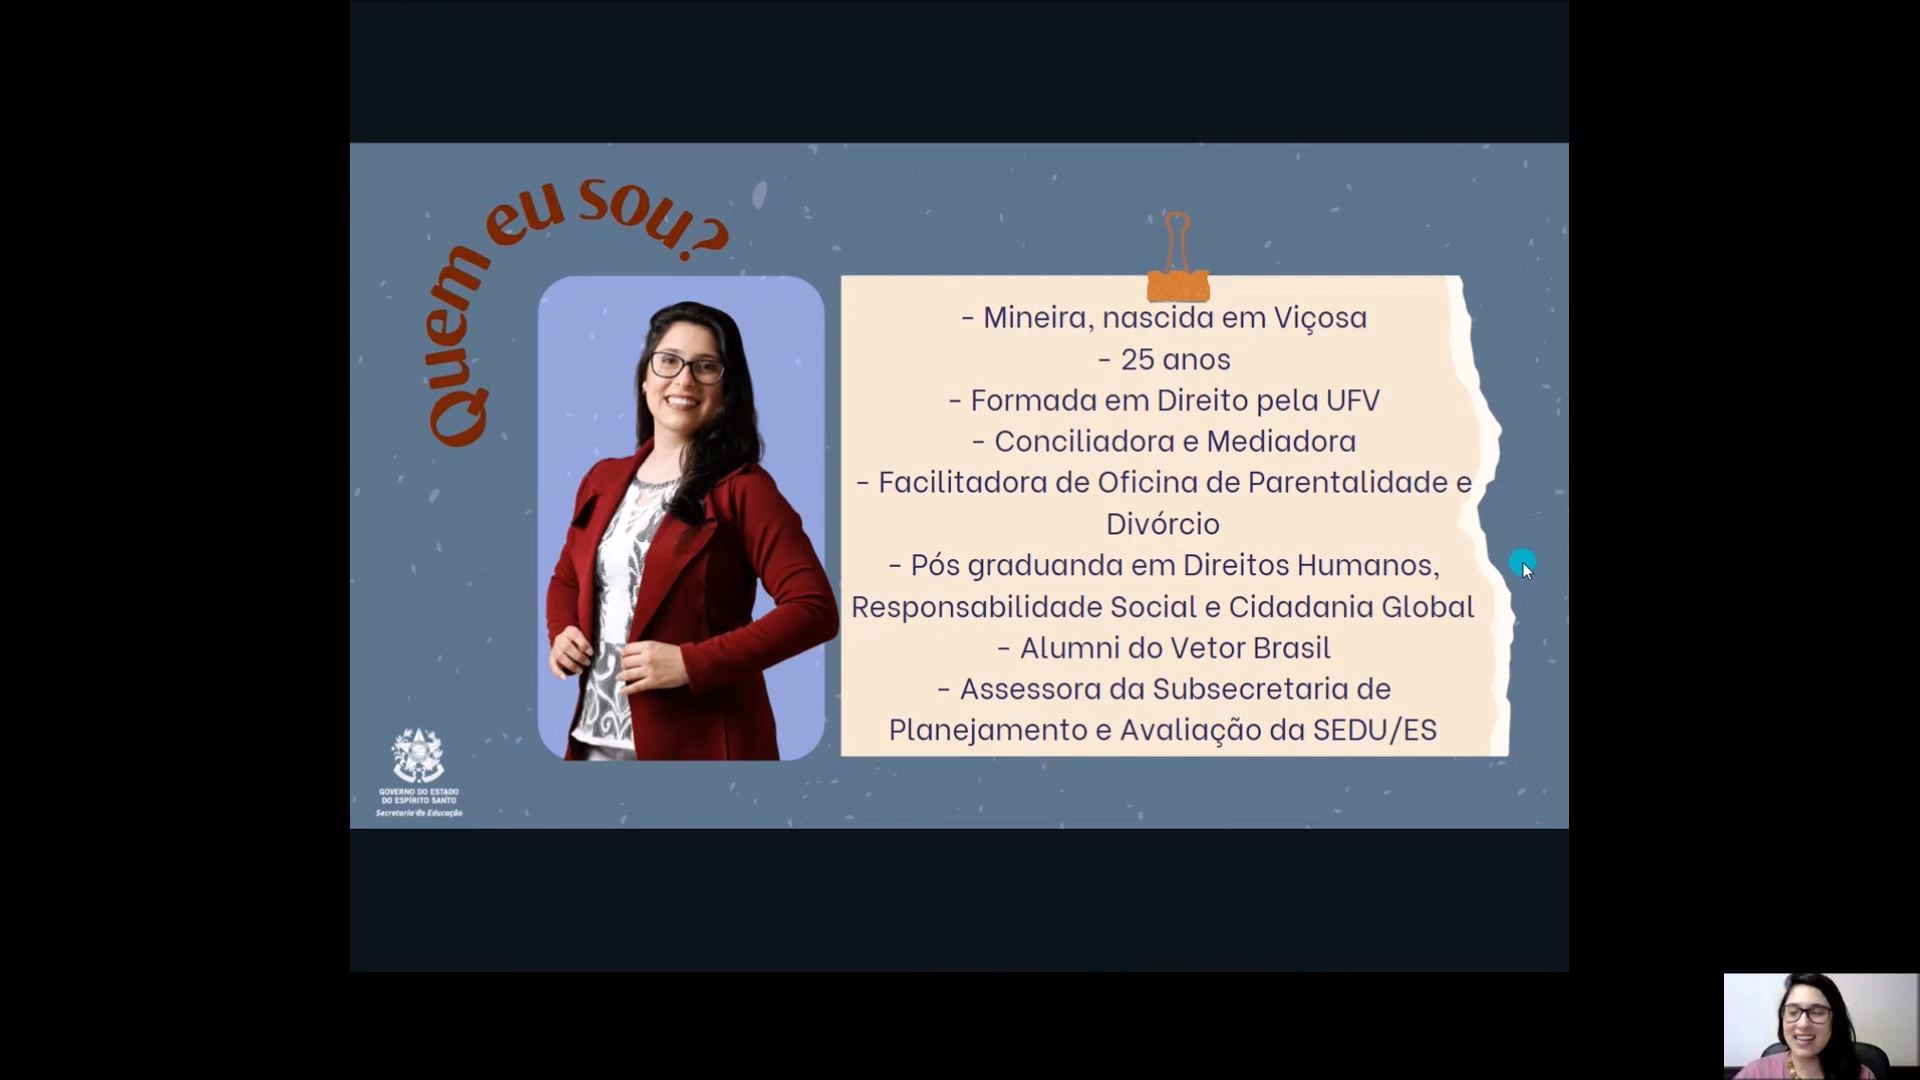 Quem eu sou?
- Mineira, nascida em Viçosa
- 25 anos
- Formada em Direito pela UFV
- Conciliadora e Mediadora
- Facilitadora de Oficina de Parentalidade e
Divórcio
- Pós graduanda em Direitos Humanos,
Responsabilidade Social e Cidadania Global
- Alumni do Vetor Brasil
- Assessora da Subsecretaria de
Planejamento e Avaliação da SEDU/ES
GOVERNO DO ESTADO
DO ESPÍRITO SANTO
Secretaria da Educação